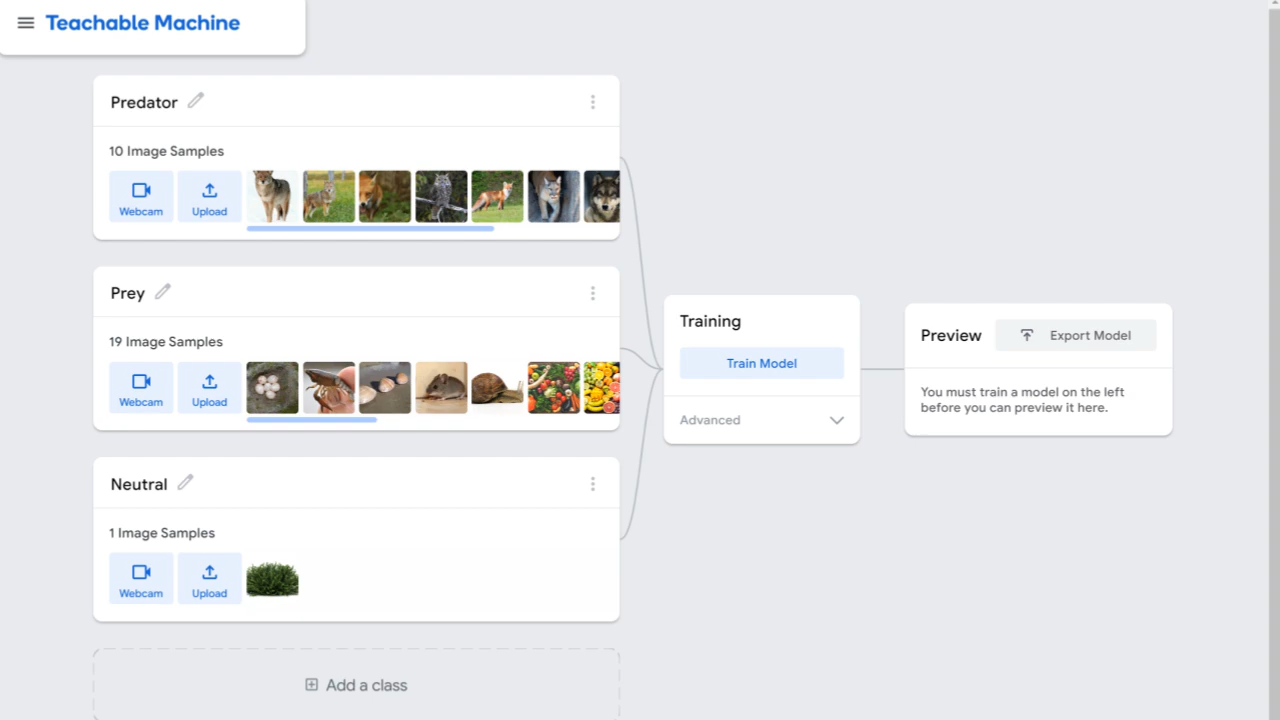 Teachable Machine
Predator
10 Image Samples
Webcam
Upload
Prey
19 Image Samples
Webcam
Upload
Neutral
1 Image Samples
Webcam
Upload
Add a class
Training
Train Model
Advanced
Preview
Export Model
You must train a model on the left
before you can preview it here.